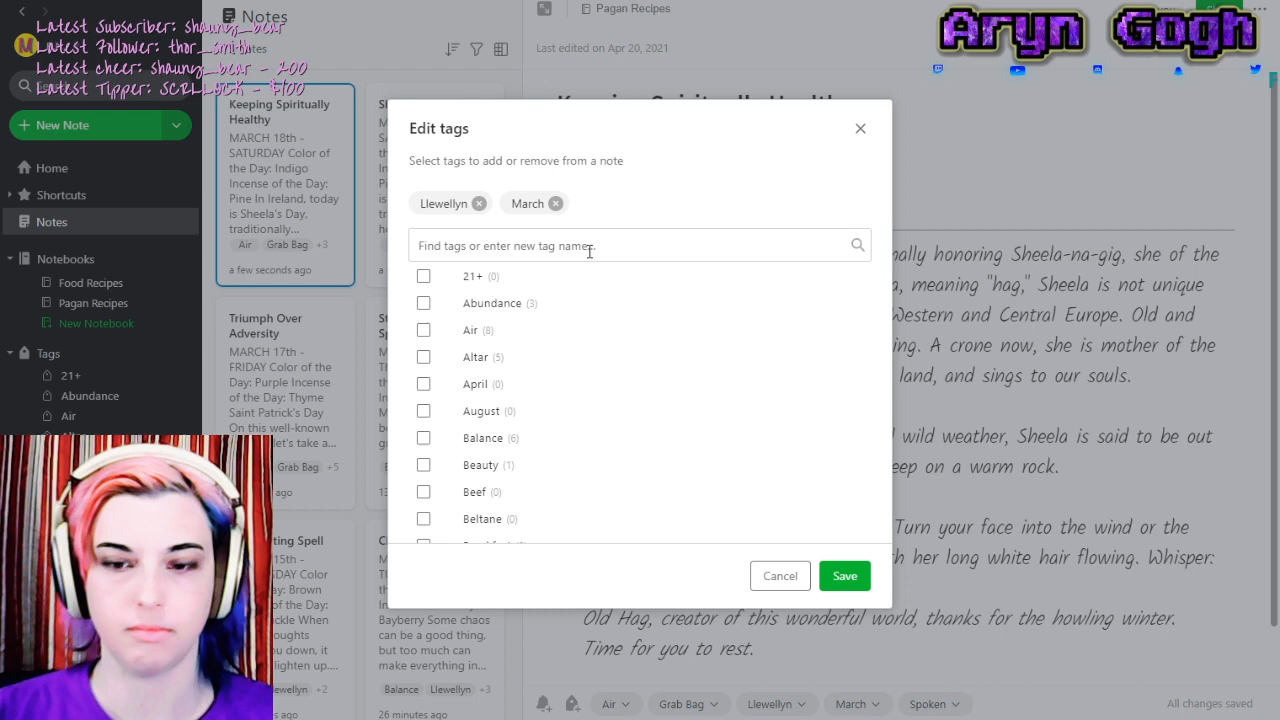 Latest Subscriber: shauny_bear
Latest Follower: thor_smith
Latest cheer: shauny_bear - 200
Latest Tipper: SCELLYCK - $100
Aryn Gogh
Notes
M
+ New Note
Home
Shortcuts
Notes
Notebooks
Food Recipes
Pagan Recipes
New Notebook
Tags
21+
Abundance
Air
Keeping Spiritually
Healthy
MARCH 18th -
SATURDAY Color of
the Day: Indigo
Incense of the Day:
Pine In Ireland, today
is Sheela's Day,
traditionally...
Air Grab Bag +3
a few seconds ago
Triumph Over
Adversity
MARCH 17th -
FRIDAY Color of the
Day: Purple Incense
of the Day: Thyme
Saint Patrick's Day
On this well-known
let's take a...
Grab Bag +5
ago
ting Spell
Color
Brown
of the
When
thoughts
you down, it
lighten up....
Llewellyn +2
ago
Bayberry Some chaos
can be a good thing,
but too much can
make everything in...
Balance Llewellyn +3
26 minutes ago
Pagan Recipes
Last edited on Apr 20, 2021
Edit tags
Select tags to add or remove from a note
Llewellyn March
Find tags or enter new tag name...
21+ (0)
Abundance (3)
Air (8)
Altar (5)
April (0)
August (0)
Balance (6)
Beauty (1)
Beef (0)
Beltane (0)
Cancel Save
nally honoring Sheela-na-gig, she of the
a, meaning "hag," Sheela is not unique
Western and Central Europe. Old and
ing. A crone now, she is mother of the
land, and sings to our souls.
wild weather, Sheela is said to be out
eep on a warm rock.
Turn your face into the wind or the
h her long white hair flowing. Whisper:
Old Hag, creator of this wonderful world, thanks for the howling winter.
Time for you to rest.
Air Grab Bag Llewellyn March Spoken
All changes saved